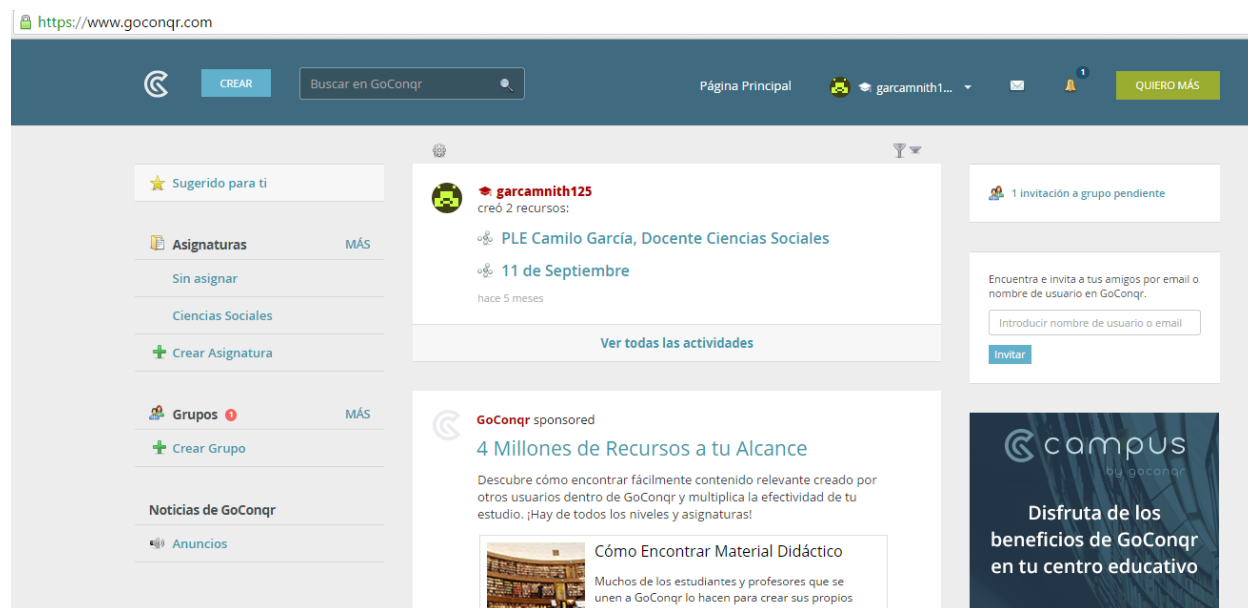 https://www.goconqr.com
CREAR
Buscar en GoConqr
Página Principal
garcamnith1...
1
QUIERO MÁS
Sugerido para ti
Asignaturas MÁS
Sin asignar
Ciencias Sociales
Crear Asignatura
Grupos 1 MÁS
Crear Grupo
Noticias de GoConqr
Anuncios
garcamnith125
creó 2 recursos:
PLE Camilo García, Docente Ciencias Sociales
11 de Septiembre
hace 5 meses
Ver todas las actividades
GoConqr sponsored
4 Millones de Recursos a tu Alcance
Descubre cómo encontrar fácilmente contenido relevante creado por
otros usuarios dentro de GoConqr y multiplica la efectividad de tu
estudio. ¡Hay de todos los niveles y asignaturas!
Cómo Encontrar Material Didáctico
Muchos de los estudiantes y profesores que se
unen a GoConqr lo hacen para crear sus propios
1 invitación a grupo pendiente
Encuentra e invita a tus amigos por email o
nombre de usuario en GoConqr.
Introducir nombre de usuario o email
Invitar
campus
by goconqr
Disfruta de los
beneficios de GoConqr
en tu centro educativo